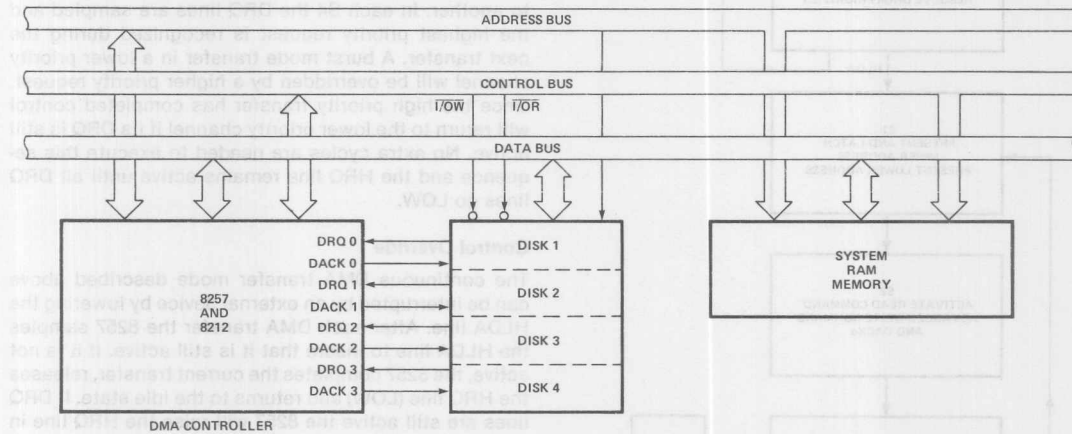 ADDRESS BUS
CONTROL BUS
I/OW I/OR
DATA BUS
DRQ 0
DACK 0
DRQ 1
DACK 1
DRQ 2
DACK 2
DRQ 3
DACK 3
8257
AND
8212
DISK 1
DISK 2
DISK 3
DISK 4
SYSTEM
RAM
MEMORY
DMA CONTROLLER
to another. In each S4 the DRQ lines are sampled and
the highest priority request is recognized during the
next transfer. A burst mode transfer in a lower priority
will be overridden by a higher priority request.
high priority transfer has completed control
will return to the lower priority channel if its DRQ is still
active. No extra cycles are needed to execute this se-
quence and the HRQ line remains active until all DRQ
lines go LOW.
Control Override
The continuous DMA transfer mode described above
can be interrupted by an external device by lowering the
HLDA line. After each DMA transfer the 8257 samples
the HLDA line to insure that it is still active. If it is not
active, the 8257 completes the current transfer, releases
the HRQ line (LOW) and returns to the idle state. If DRQ
lines are still active the 8257 will raise the HRQ line in